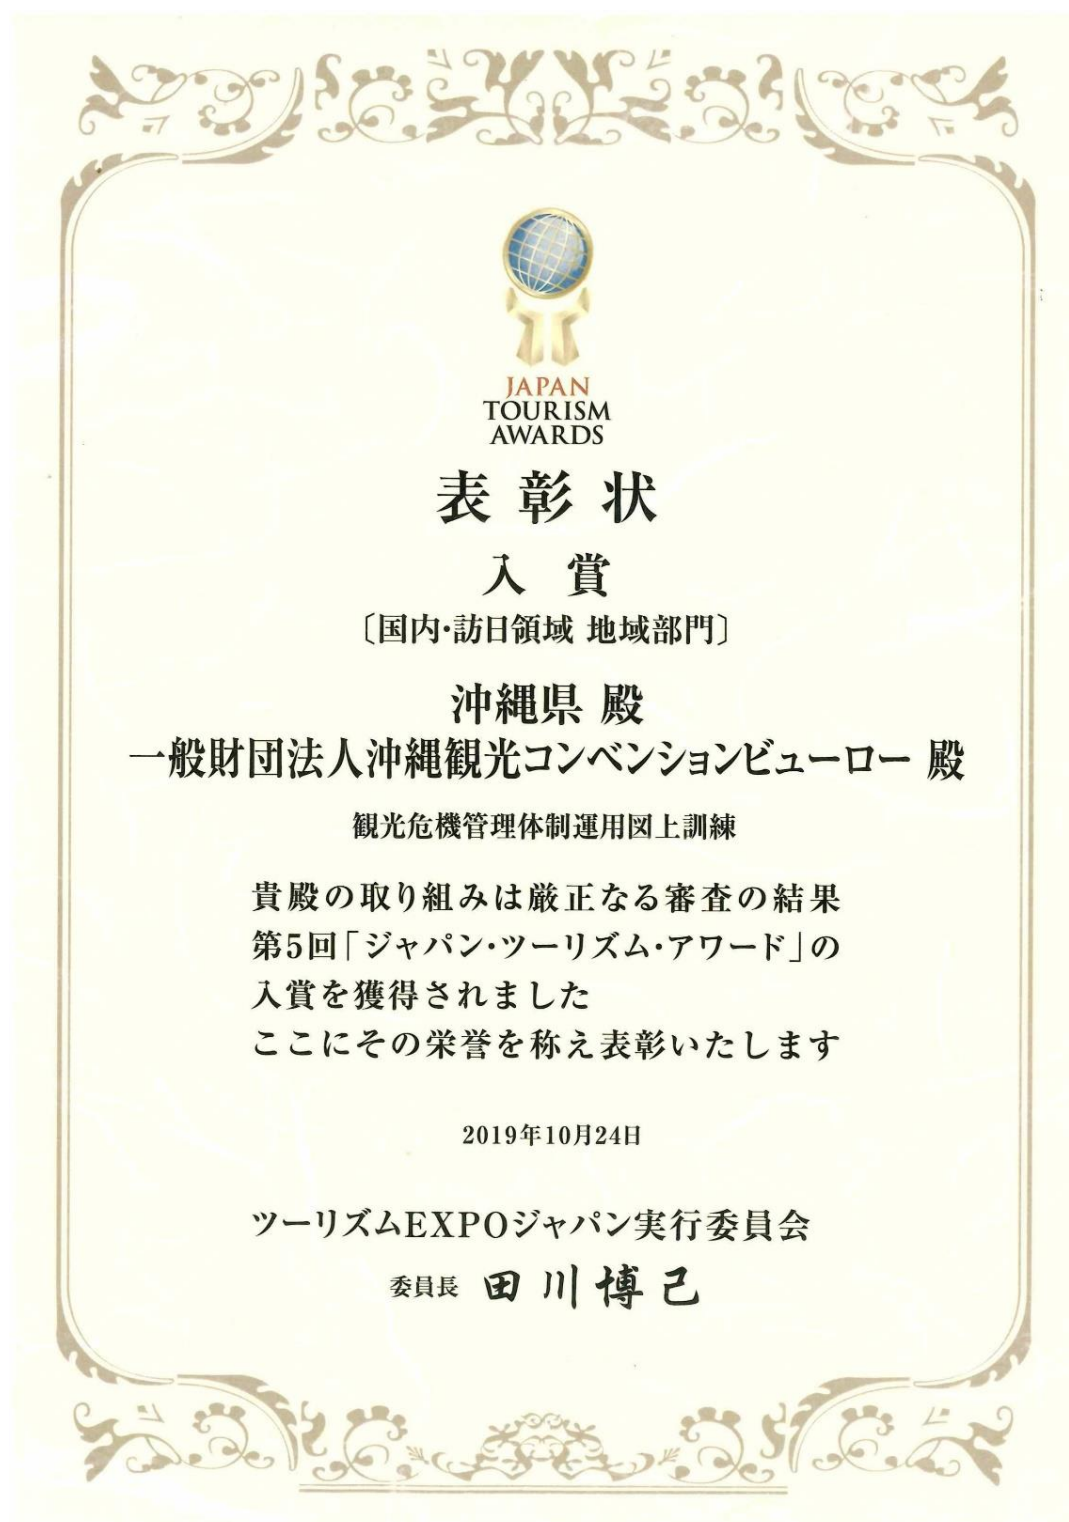 JAPAN
TOURISM
AWARDS
表彰状
入賞
〔国内・訪日領域 地域部門〕
沖縄県 殿
一般財団法人沖縄観光コンベンションビューロー 殿
観光危機管理体制運用図上訓練
貴殿の取り組みは厳正なる審査の結果
第5回「ジャパン・ツーリズム・アワード」の
入賞を獲得されました
ここにその栄誉を称え表彰いたします
2019年10月24日
ツーリズムEXPOジャパン実行委員会
委員長 田川博己